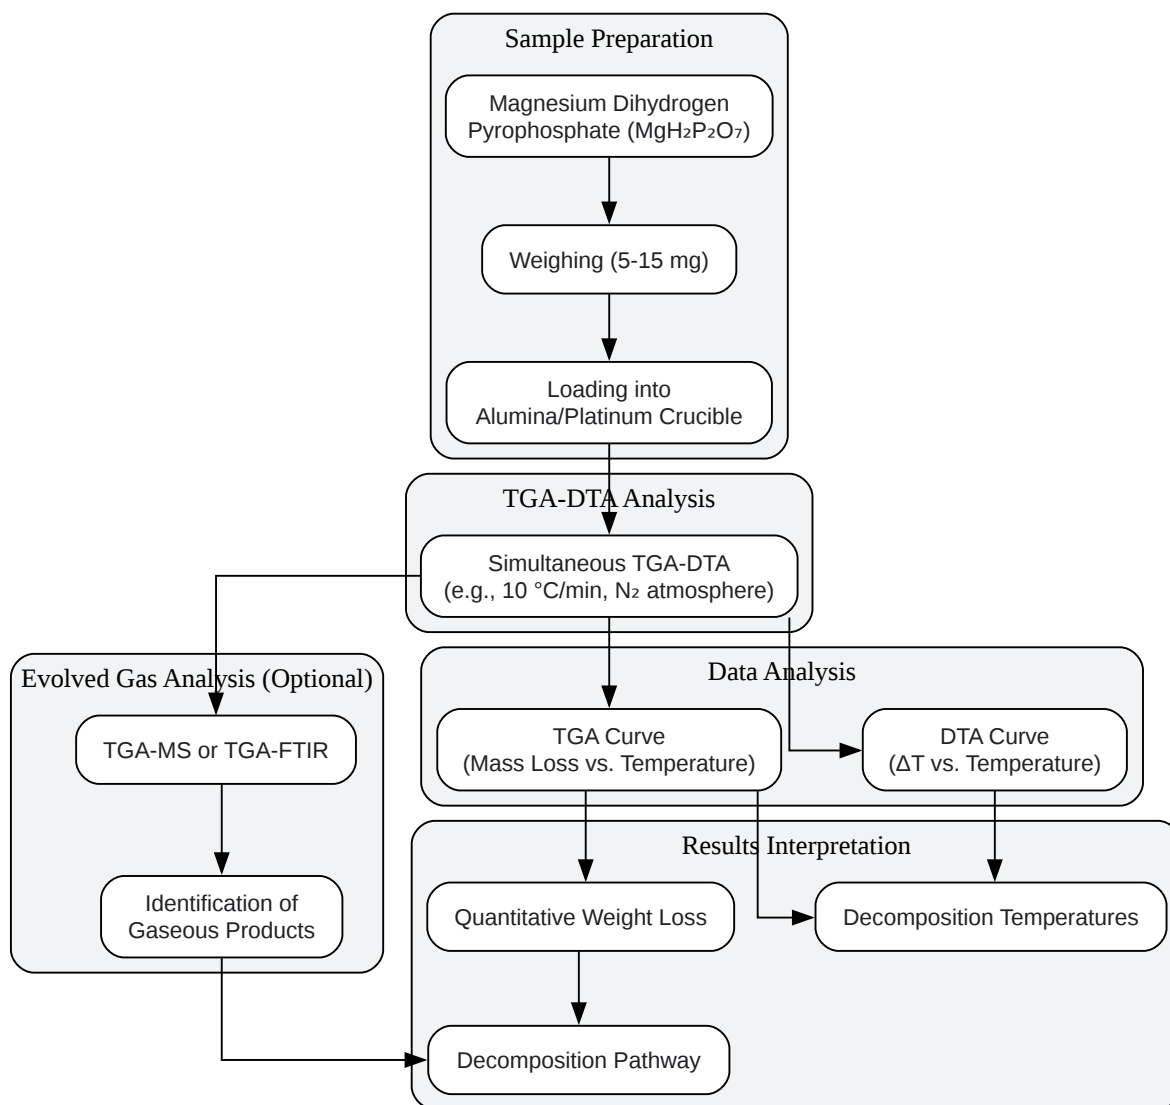 Sample Preparation
Magnesium Dihydrogen
Pyrophosphate (MgH₂P₂O₇)
Weighing (5-15 mg)
Loading into
Alumina/Platinum Crucible
TGA-DTA Analysis
Simultaneous TGA-DTA
(e.g., 10 °C/min, N₂ atmosphere)
Evolved Gas Analysis (Optional)
TGA-MS or TGA-FTIR
Identification of
Gaseous Products
Data Analysis
TGA Curve
(Mass Loss vs. Temperature)
DTA Curve
(ΔT vs. Temperature)
Results Interpretation
Quantitative Weight Loss
Decomposition Temperatures
Decomposition Pathway